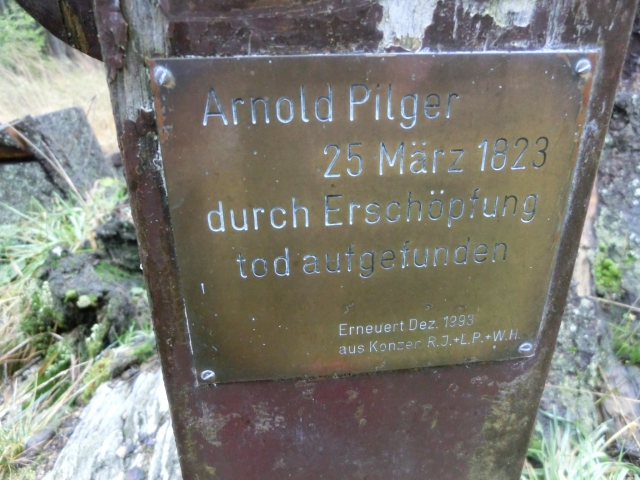 Arnold Pilger
25 März 1823
durch Erschöpfung
tod aufgefunden
Erneuert Dez. 1993
aus Konzen R.J.+L.P.+W.H.